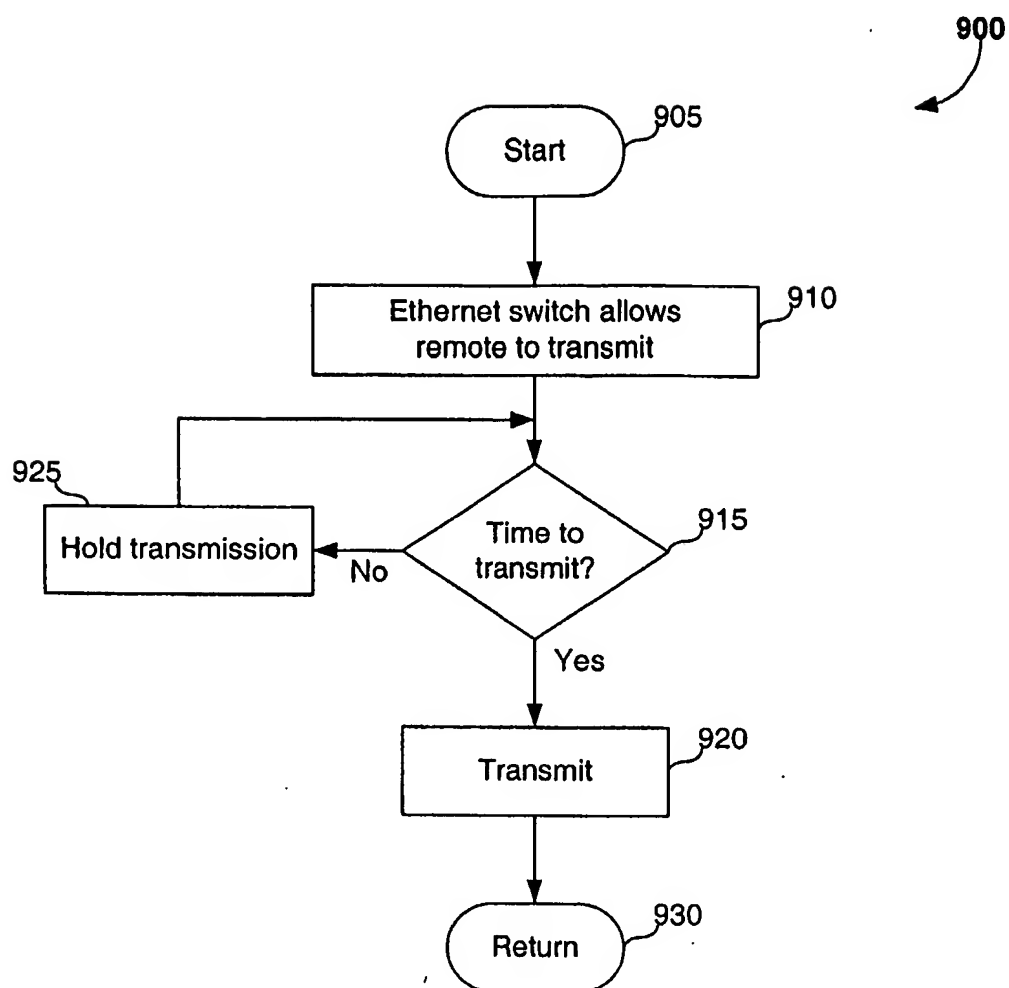 900
905
Start
910
Ethernet switch allows
remote to transmit
925
Hold transmission
No
Time to
transmit?
915
Yes
920
Transmit
930
Return